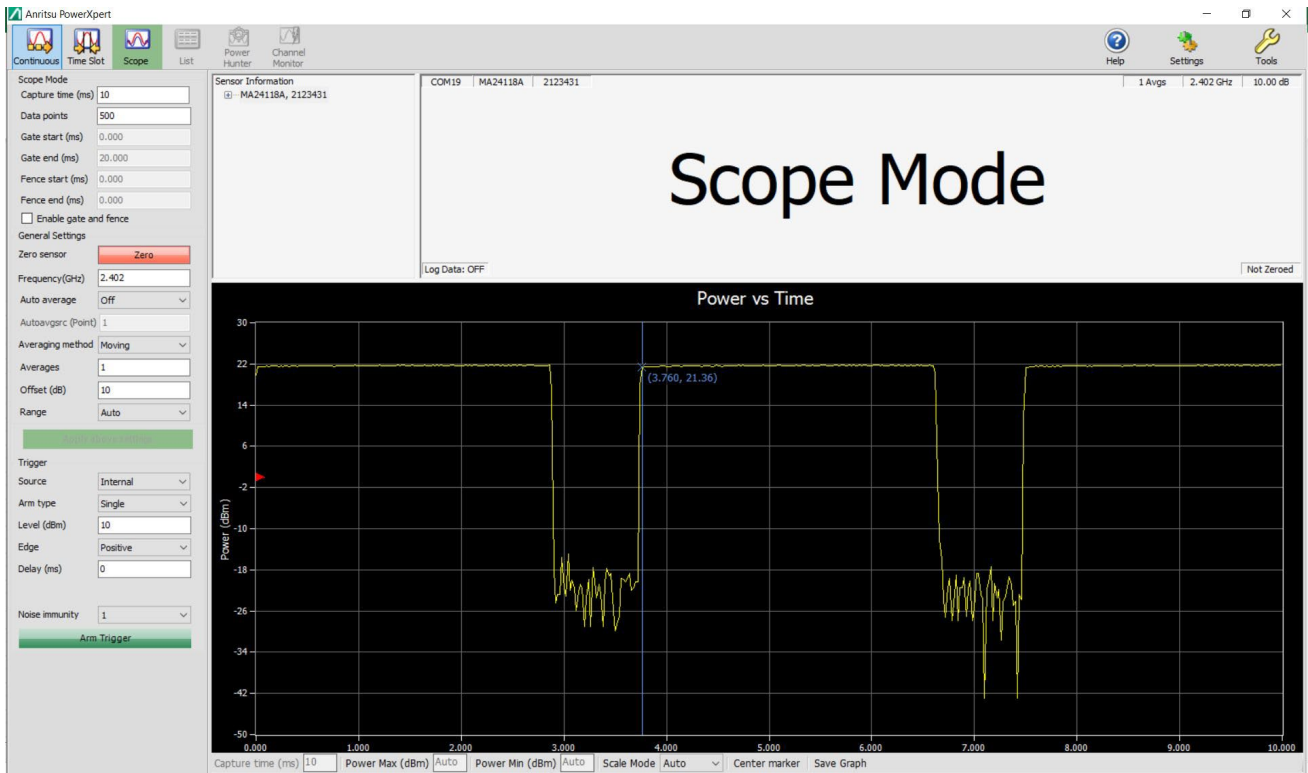 Anritsu PowerXpert
Continuous Time Slot Scope List Power Hunter Channel Monitor Help Settings Tools
Scope Mode
Capture time (ms) 10
Data points 500
Gate start (ms) 0.000
Gate end (ms) 20.000
Fence start (ms) 0.000
Fence end (ms) 0.000
Enable gate and fence
General Settings
Zero sensor Zero
Frequency(GHz) 2.402
Auto average Off
Autoavgsrc (Point) 1
Averaging method Moving
Averages 1
Offset (dB) 10
Range Auto
Trigger
Source Internal
Arm type Single
Level (dBm) 10
Edge Positive
Delay (ms) 0
Noise immunity 1
Arm Trigger
Sensor Information
MA24118A, 2123431
COM19 MA24118A 2123431 1 Avgs 2.402 GHz 10.00 dB
Scope Mode
Log Data: OFF Not Zeroed
Power vs Time
Power (dBm)
30
22
14
6
-2
-10
-18
-26
-34
-42
-50
(3.760, 21.36)
0.000 1.000 2.000 3.000 4.000 5.000 6.000 7.000 8.000 9.000 10.000
Capture time (ms) 10 Power Max (dBm) Auto Power Min (dBm) Auto Scale Mode Auto Center marker Save Graph